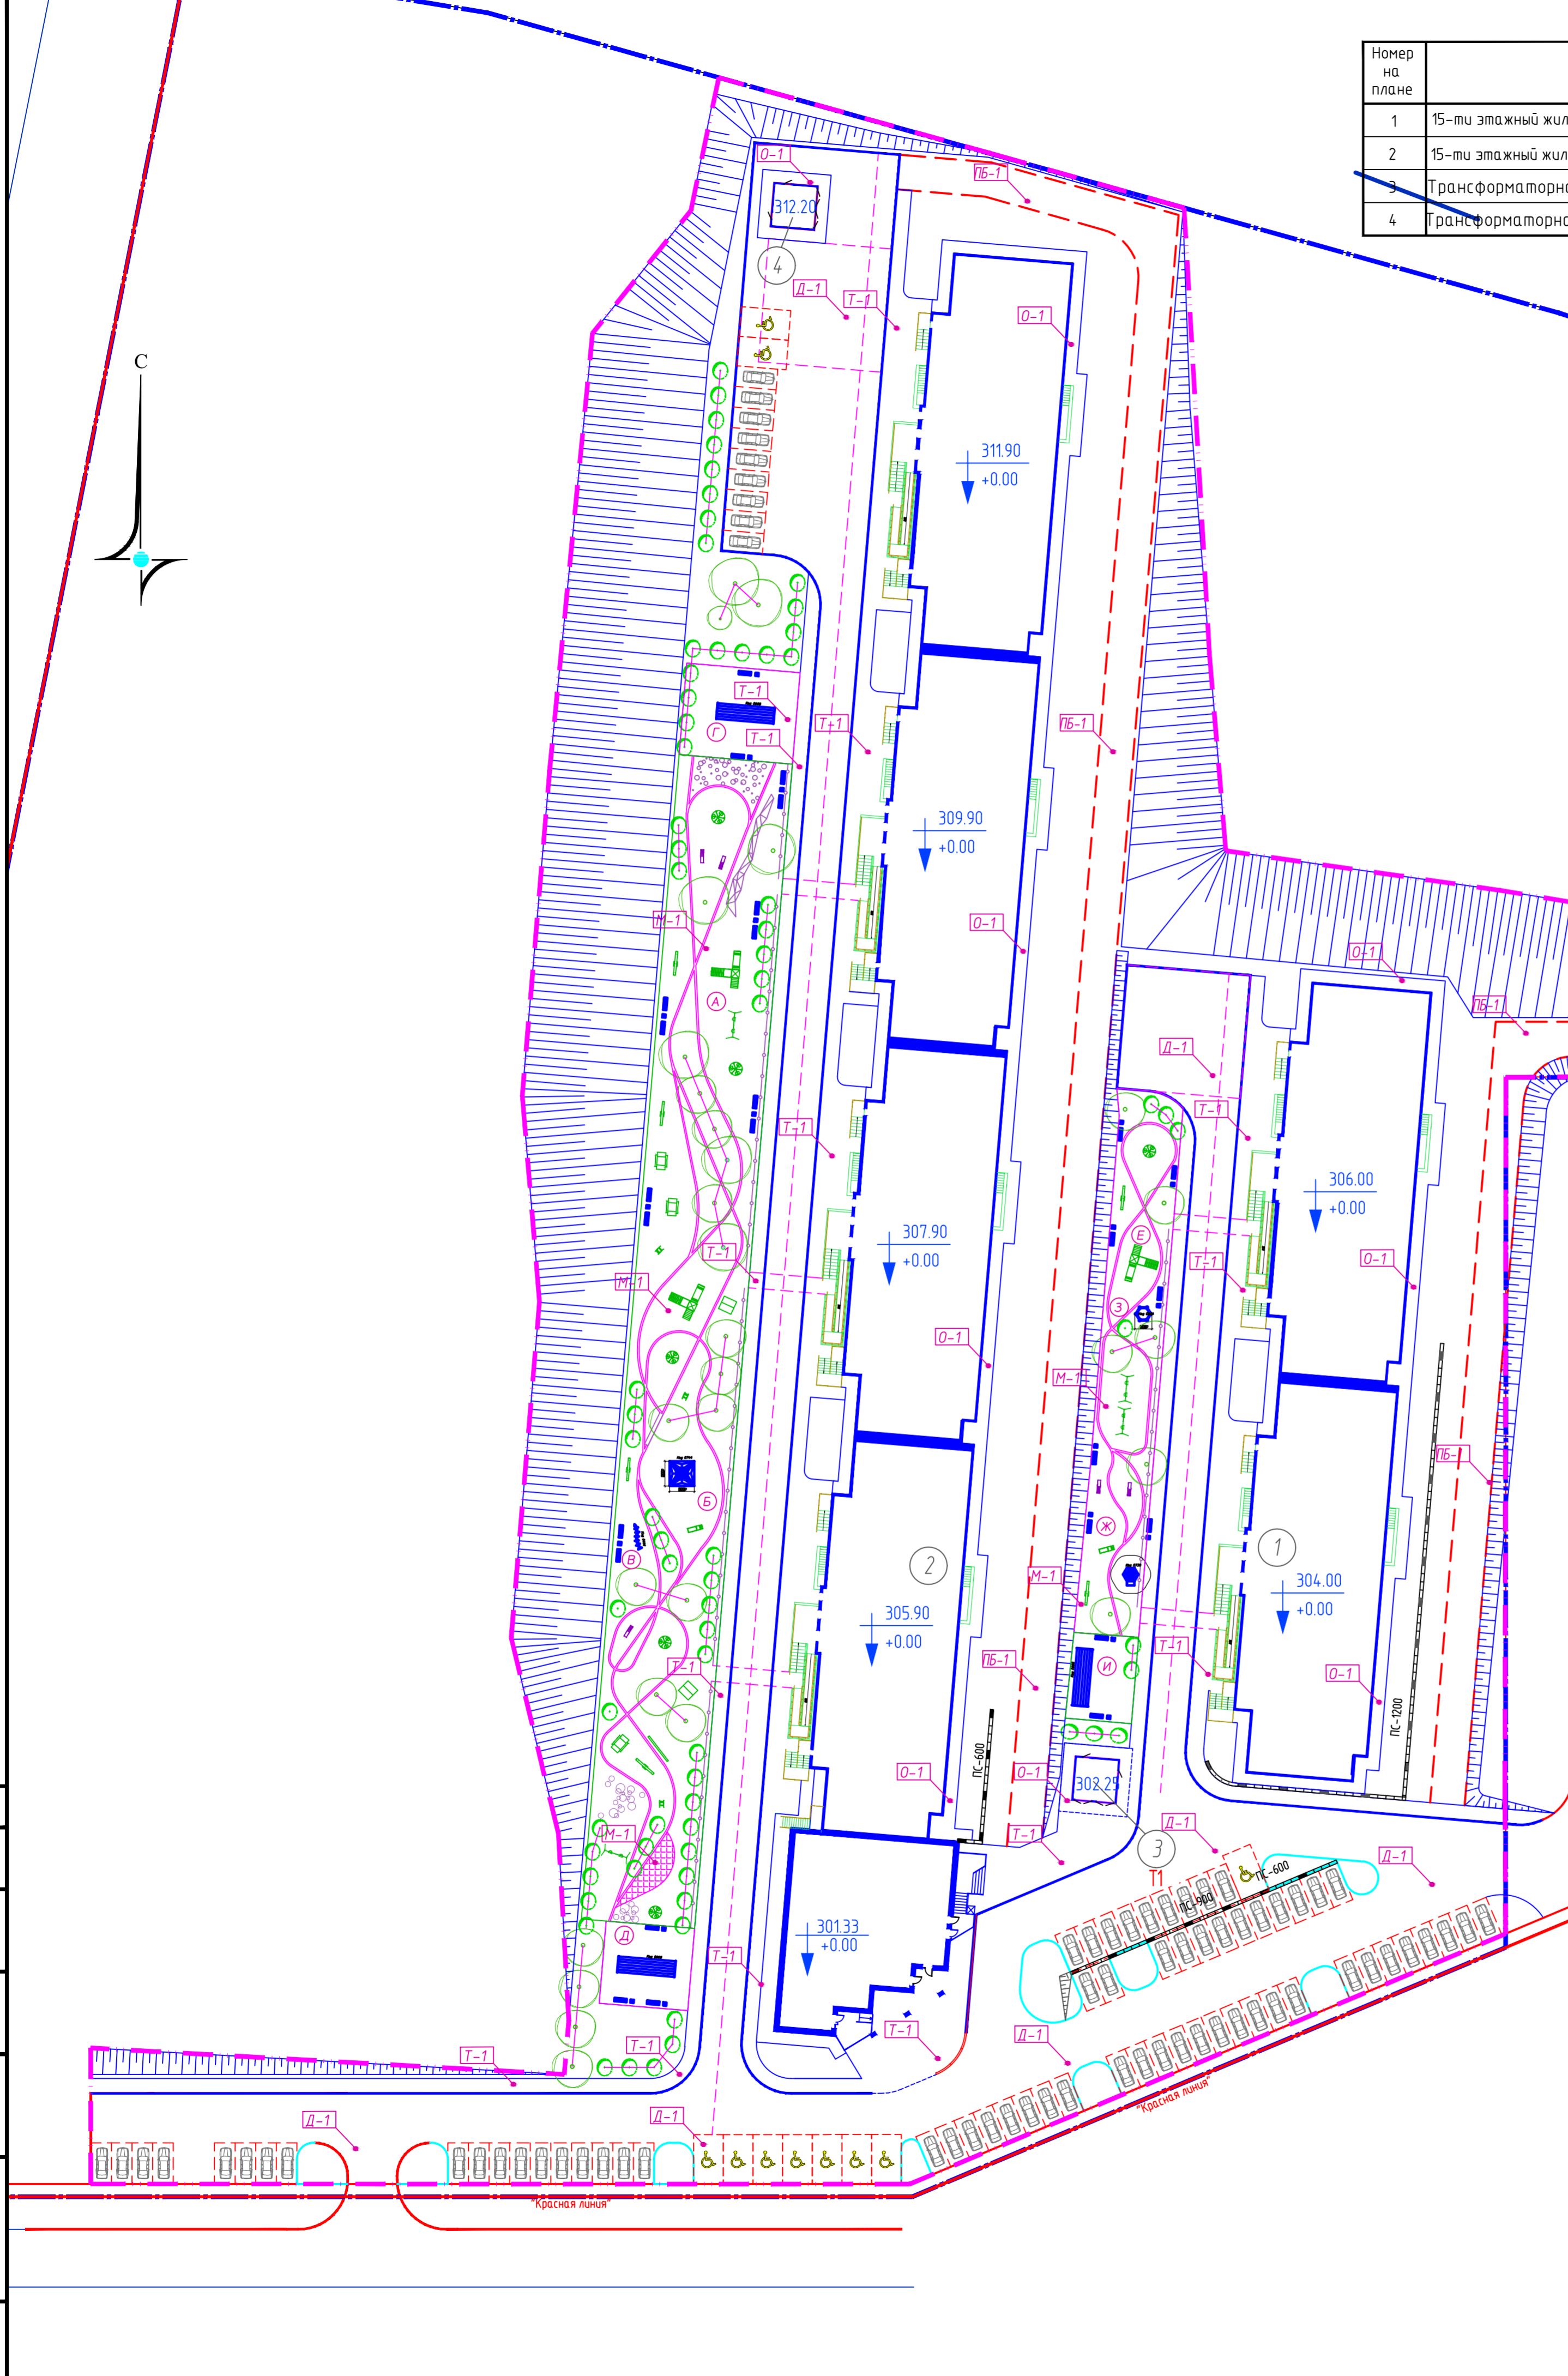 Номер
на
плане
1
15-ти этажный жил
2
15-ти этажный жил
3
Трансформаторно
4
Трансформаторно
С
О-1
ПБ-1
312.20
4
Д-1
Т-1
О-1
311.90
+0.00
Т-1
Г
Т-1
Т-1
ПБ-1
309.90
+0.00
М-1
О-1
О-1
А
ПБ-1
Д-1
Т-1
Т-1
306.00
+0.00
307.90
+0.00
Е
Т-1
Т-1
О-1
М-1
З
О-1
М-1
ПБ-1
Б
Ж
В
2
1
М-1
304.00
+0.00
305.90
+0.00
Т-1
ПБ-1
И
Т-1
О-1
ПС-1200
ПС-600
О-1
О-1
302.25
М-1
Т-1
Д-1
3
Т1
Д-1
ПС-600
ПС-900
301.33
+0.00
Д
Т-1
Т-1
Д-1
Т-1
Т-1
"Красная линия"
Д-1
Д-1
"Красная линия"